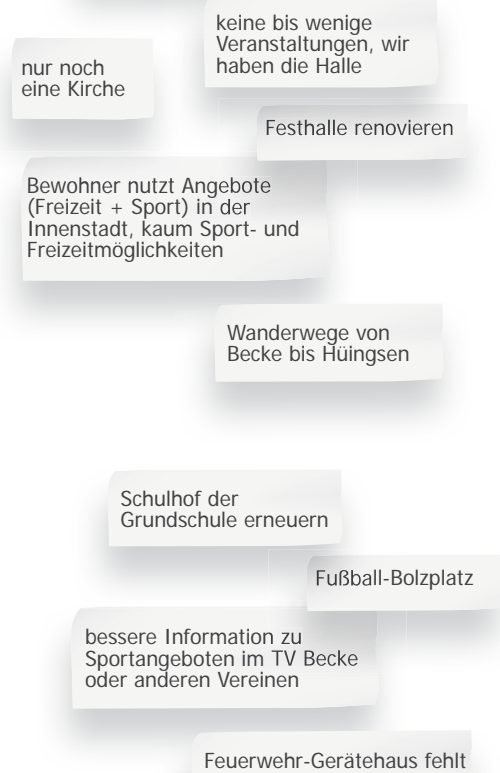 keine bis wenige
Veranstaltungen, wir
haben die Halle
nur noch
eine Kirche
Festhalle renovieren
Bewohner nutzt Angebote
(Freizeit + Sport) in der
Innenstadt, kaum Sport- und
Freizeitmöglichkeiten
Wanderwege von
Becke bis Hüingsen
Schulhof der
Grundschule erneuern
Fußball-Bolzplatz
bessere Information zu
Sportangeboten im TV Becke
oder anderen Vereinen
Feuerwehr-Gerätehaus fehlt